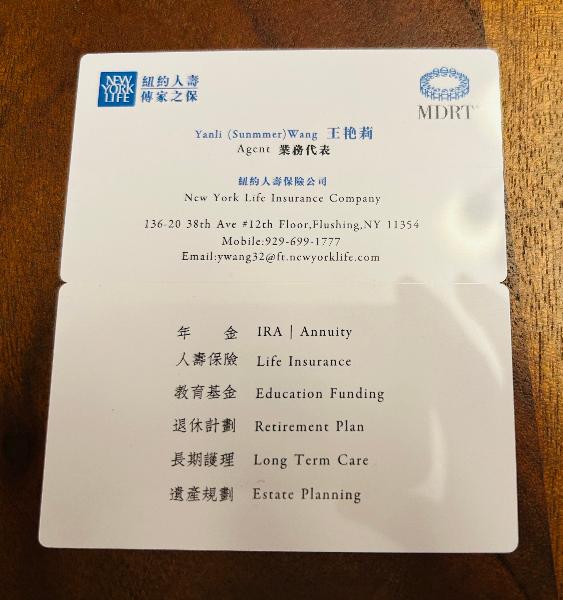 NEW YORK LIFE
紐約人壽
傳家之保
MDRT
Yanli (Sunmmer)Wang 王艳莉
Agent 業務代表
紐約人壽保險公司
New York Life Insurance Company
136-20 38th Ave #12th Floor,Flushing,NY 11354
Mobile:929-699-1777
Email:ywang32@ft.newyorklife.com
年 金 IRA | Annuity
人壽保險 Life Insurance
教育基金 Education Funding
退休計劃 Retirement Plan
長期護理 Long Term Care
遺產規劃 Estate Planning